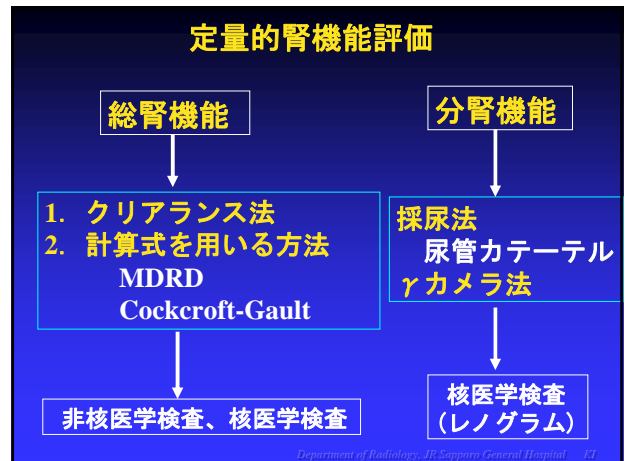 定量的腎機能評価
総腎機能
1. クリアランス法
2. 計算式を用いる方法
MDRD
Cockcroft-Gault
非核医学検査、核医学検査
分腎機能
採尿法
尿管カテーテル
γカメラ法
核医学検査
(レノグラム)
Department of Radiology, JR Sapporo General Hospital KI